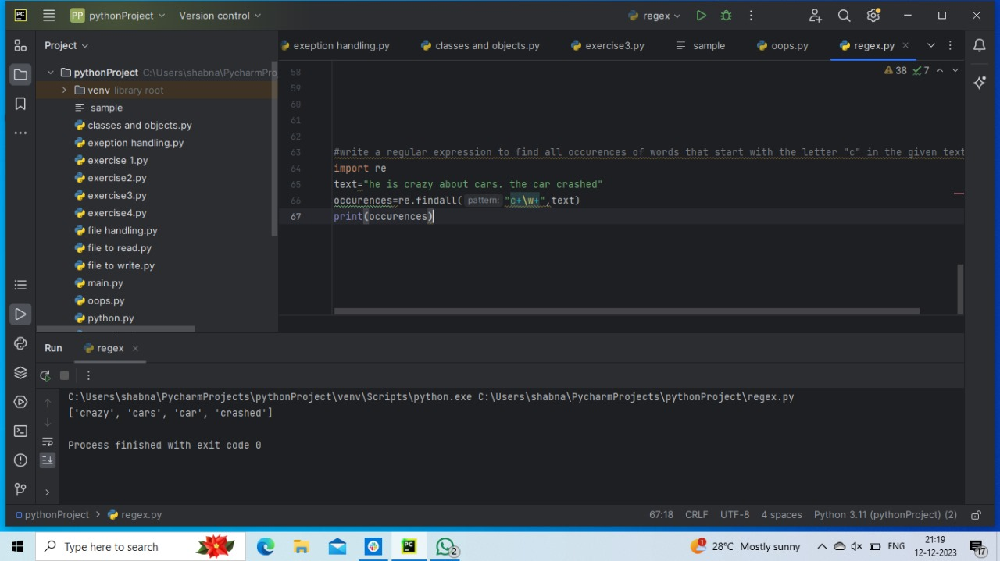 PC
PP pythonProject
Version control
regex
Project
exeption handling.py
classes and objects.py
exercise3.py
sample
oops.py
regex.py
pythonProject C:\Users\shabna\PycharmPro
venv library root
sample
classes and objects.py
exeption handling.py
exercise 1.py
exercise2.py
exercise3.py
exercise4.py
file handling.py
file to read.py
file to write.py
main.py
oops.py
python.py
38 7
58
59
60
61
62
63 #write a regular expression to find all occurences of words that start with the letter "c" in the given text
64 import re
65 text="he is crazy about cars. the car crashed"
66 occurences=re.findall( pattern: "c+\w+",text)
67 print(occurences)
Run
regex
C:\Users\shabna\PycharmProjects\pythonProject\venv\Scripts\python.exe C:\Users\shabna\PycharmProjects\pythonProject\regex.py
['crazy', 'cars', 'car', 'crashed']
Process finished with exit code 0
pythonProject > regex.py
67:18 CRLF UTF-8 4 spaces Python 3.11 (pythonProject) (2)
Type here to search
PC
2
1
28°C Mostly sunny
ENG
21:19
12-12-2023
17